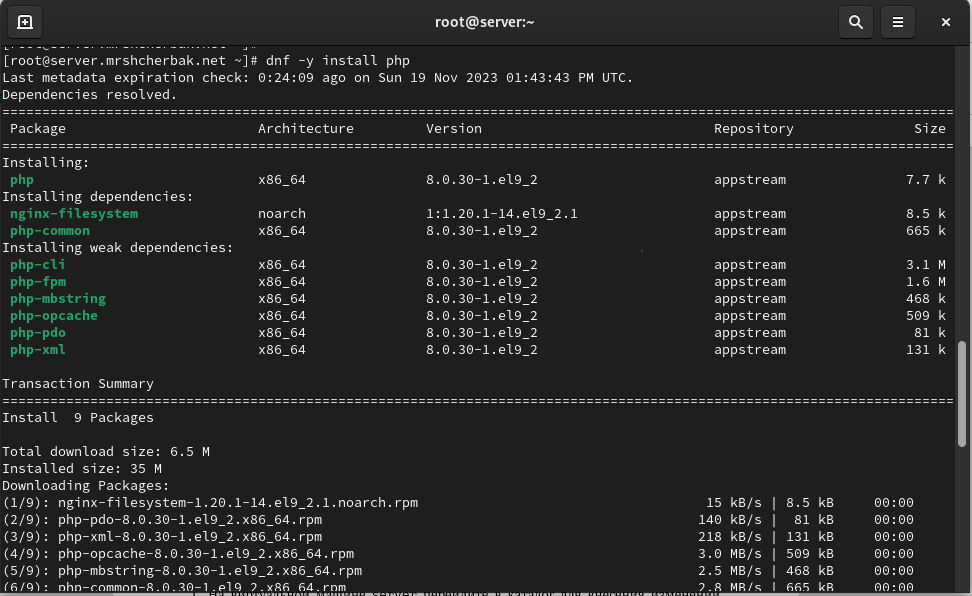 root@server:~
[root@server.mrshcherbak.net ~]#
[root@server.mrshcherbak.net ~]# dnf -y install php
Last metadata expiration check: 0:24:09 ago on Sun 19 Nov 2023 01:43:43 PM UTC.
Dependencies resolved.
================================================================================
Package Architecture Version Repository Size
================================================================================
Installing:
php x86_64 8.0.30-1.el9_2 appstream 7.7 k
Installing dependencies:
nginx-filesystem noarch 1:1.20.1-14.el9_2.1 appstream 8.5 k
php-common x86_64 8.0.30-1.el9_2 appstream 665 k
Installing weak dependencies:
php-cli x86_64 8.0.30-1.el9_2 appstream 3.1 M
php-fpm x86_64 8.0.30-1.el9_2 appstream 1.6 M
php-mbstring x86_64 8.0.30-1.el9_2 appstream 468 k
php-opcache x86_64 8.0.30-1.el9_2 appstream 509 k
php-pdo x86_64 8.0.30-1.el9_2 appstream 81 k
php-xml x86_64 8.0.30-1.el9_2 appstream 131 k
Transaction Summary
================================================================================
Install 9 Packages
Total download size: 6.5 M
Installed size: 35 M
Downloading Packages:
(1/9): nginx-filesystem-1.20.1-14.el9_2.1.noarch.rpm 15 kB/s | 8.5 kB 00:00
(2/9): php-pdo-8.0.30-1.el9_2.x86_64.rpm 140 kB/s | 81 kB 00:00
(3/9): php-xml-8.0.30-1.el9_2.x86_64.rpm 218 kB/s | 131 kB 00:00
(4/9): php-opcache-8.0.30-1.el9_2.x86_64.rpm 3.0 MB/s | 509 kB 00:00
(5/9): php-mbstring-8.0.30-1.el9_2.x86_64.rpm 2.5 MB/s | 468 kB 00:00
(6/9): php-common-8.0.30-1.el9_2.x86_64.rpm 2.8 MB/s | 665 kB 00:00